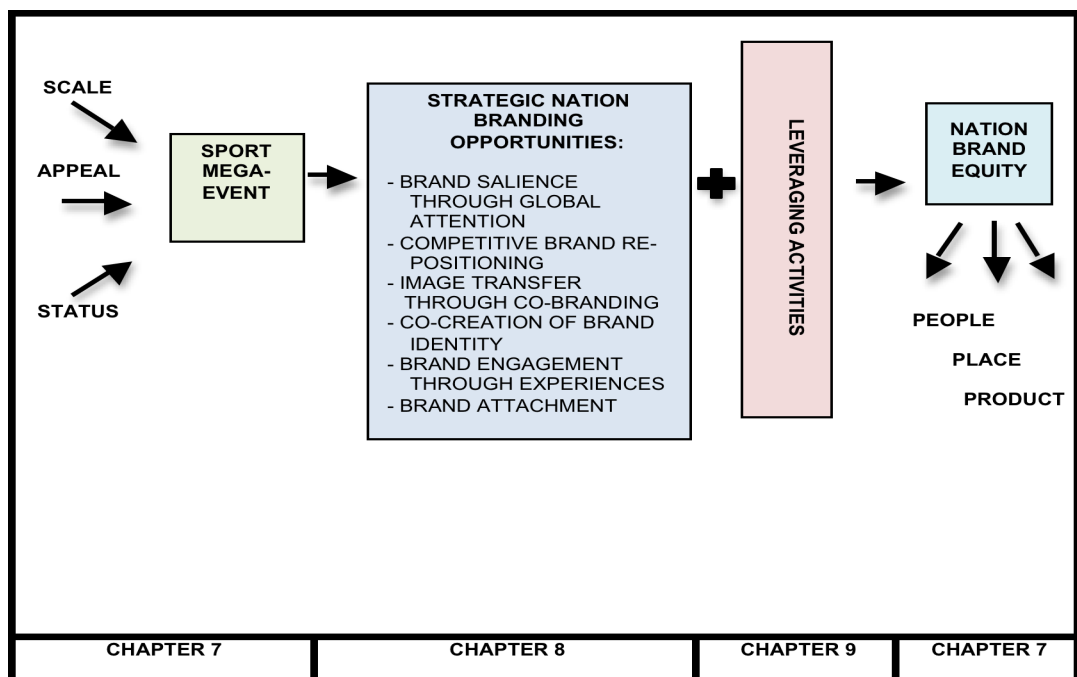 SCALE
APPEAL
STATUS
SPORT
MEGA-
EVENT
STRATEGIC NATION
BRANDING
OPPORTUNITIES:
- BRAND SALIENCE
THROUGH GLOBAL
ATTENTION
- COMPETITIVE BRAND RE-
POSITIONING
- IMAGE TRANSFER
THROUGH CO-BRANDING
- CO-CREATION OF BRAND
IDENTITY
- BRAND ENGAGEMENT
THROUGH EXPERIENCES
- BRAND ATTACHMENT
LEVERAGING ACTIVITIES
NATION
BRAND
EQUITY
PEOPLE
PLACE
PRODUCT
CHAPTER 7
CHAPTER 8
CHAPTER 9
CHAPTER 7